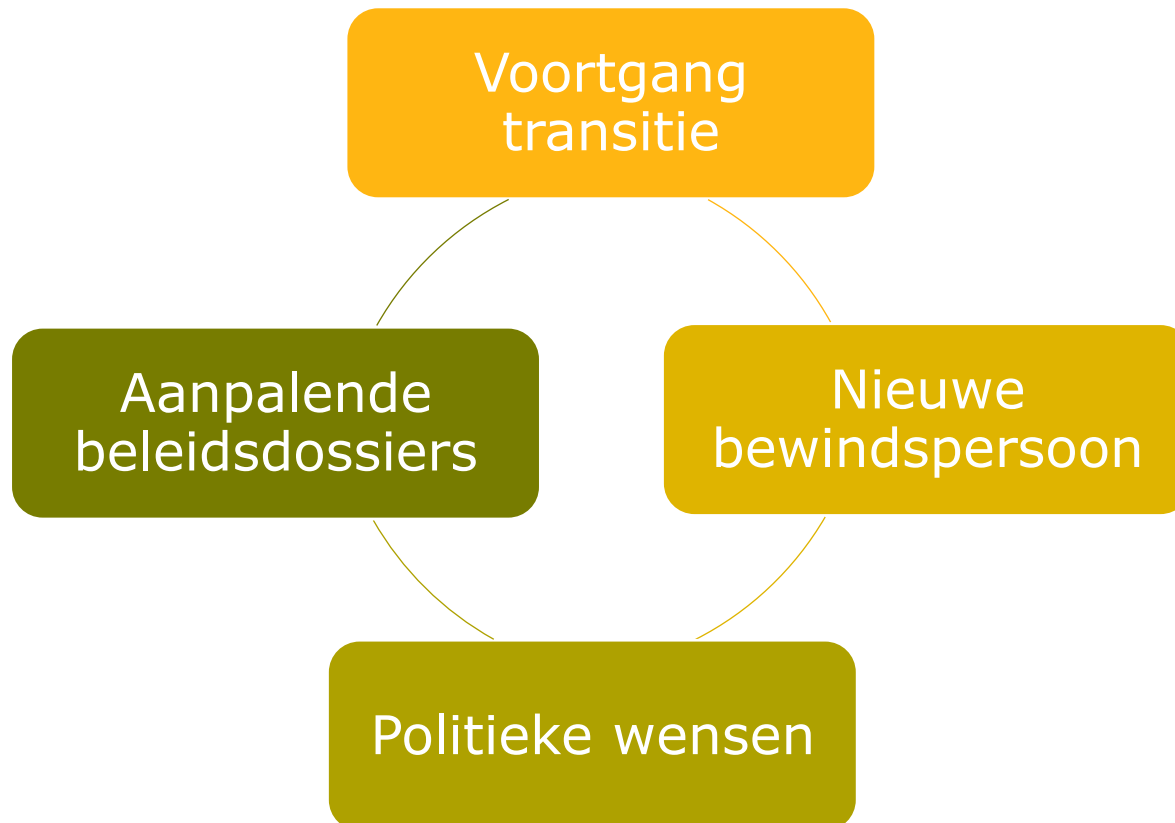 Voortgang
transitie
Aanpalende
beleidsdossiers
Nieuwe
bewindspersoon
Politieke wensen